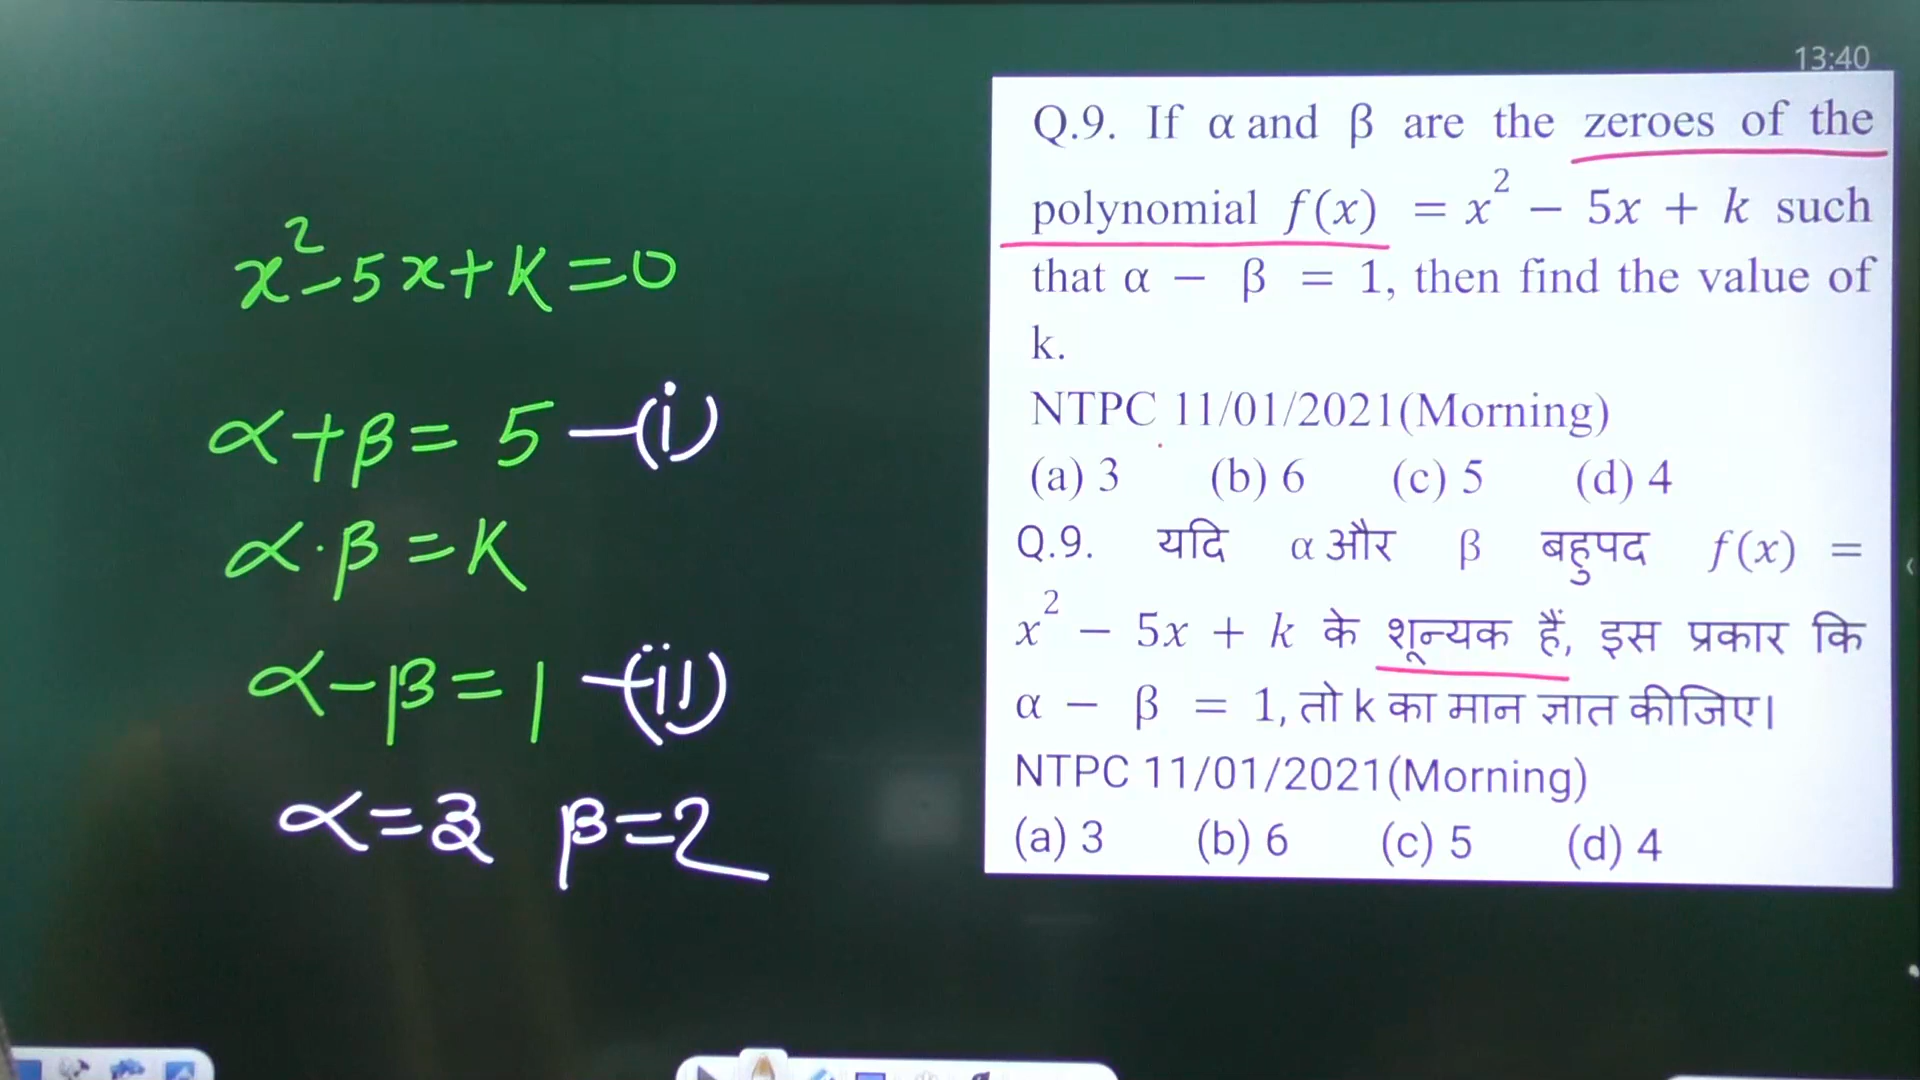 13:40
x²-5x+K=0
α+β=5 —(i)
α·β=K
α-β=1 —(ii)
α=3 β=2
Q.9. If α and β are the zeroes of the
polynomial f(x) = x² − 5x + k such
that α − β = 1, then find the value of
k.
NTPC 11/01/2021(Morning)
(a) 3 (b) 6 (c) 5 (d) 4
Q.9. यदि α और β बहुपद f(x) =
x² − 5x + k के शून्यक हैं, इस प्रकार कि
α − β = 1, तो k का मान ज्ञात कीजिए।
NTPC 11/01/2021(Morning)
(a) 3 (b) 6 (c) 5 (d) 4